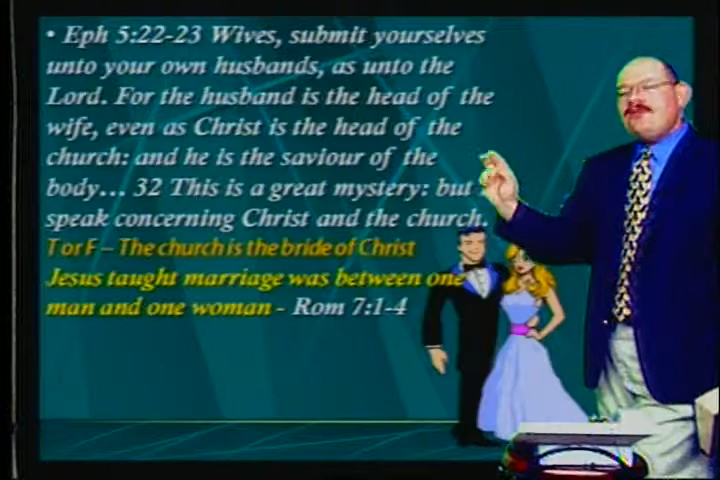 • Eph 5:22-23 Wives, submit yourselves
unto your own husbands, as unto the
Lord. For the husband is the head of the
wife, even as Christ is the head of the
church: and he is the saviour of the
body... 32 This is a great mystery: but
speak concerning Christ and the church.
T or F – The church is the bride of Christ
Jesus taught marriage was between one
man and one woman - Rom 7:1-4